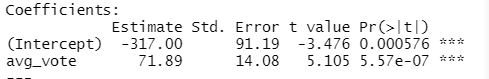 Coefficients:
            Estimate Std. Error t value Pr(>|t|)
(Intercept)  -317.00      91.19  -3.476 0.000576 ***
avg_vote       71.89      14.08   5.105 5.57e-07 ***
---